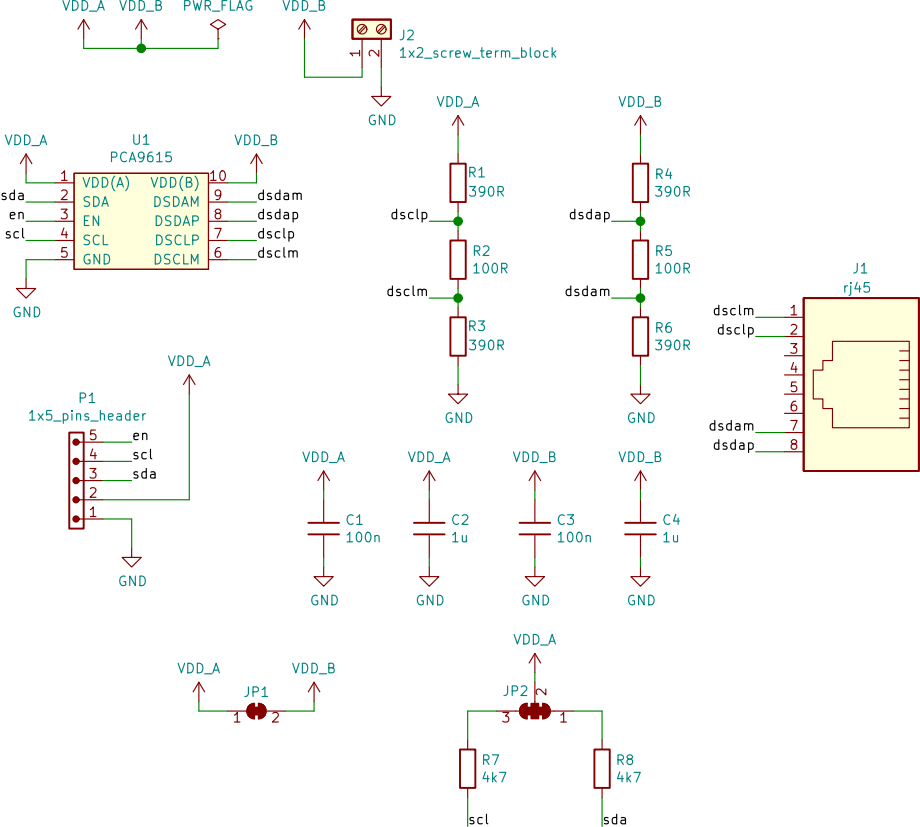 VDD_A VDD_B PWR_FLAG VDD_B
J2
1x2_screw_term_block
1 2
GND
VDD_A VDD_B
U1
PCA9615
VDD_A VDD_B
1 VDD(A) VDD(B) 10
sda 2 SDA DSDAM 9 dsdam
en 3 EN DSDAP 8 dsdap
scl 4 SCL DSCLP 7 dsclp
5 GND DSCLM 6 dsclm
GND
R1
390R
dsclp
R2
100R
dsclm
R3
390R
GND
R4
390R
dsdap
R5
100R
dsdam
R6
390R
GND
J1
rj45
dsclm 1
dsclp 2
3
4
5
6
dsdam 7
dsdap 8
VDD_A
P1
1x5_pins_header
5 en
4 scl
3 sda
2
1
GND
VDD_A VDD_A VDD_B VDD_B
C1
100n
C2
1u
C3
100n
C4
1u
GND GND GND GND
VDD_A VDD_B
JP1
1 2
VDD_A
JP2 2
3 1
R7
4k7
R8
4k7
scl sda